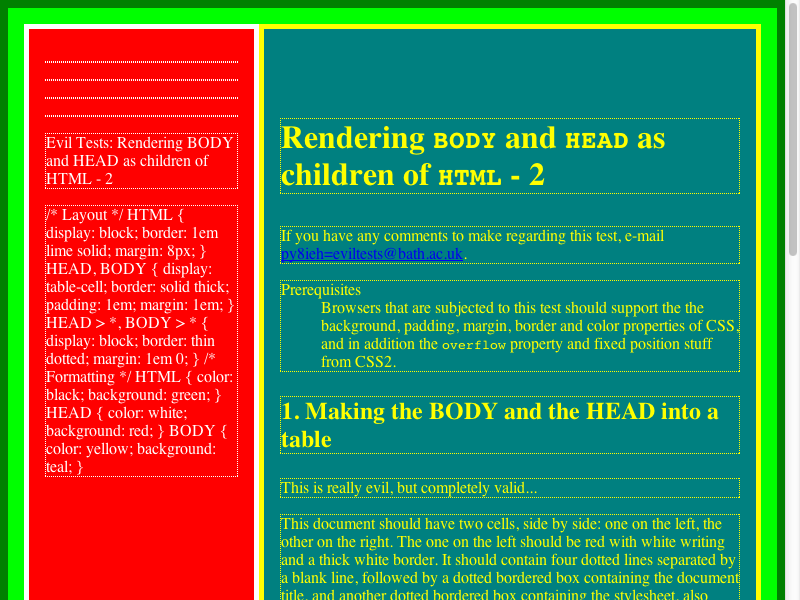 Evil Tests: Rendering BODY
and HEAD as children of
HTML - 2
/* Layout */ HTML {
display: block; border: 1em
lime solid; margin: 8px; }
HEAD, BODY { display:
table-cell; border: solid thick;
padding: 1em; margin: 1em; }
HEAD > *, BODY > * {
display: block; border: thin
dotted; margin: 1em 0; } /*
Formatting */ HTML { color:
black; background: green; }
HEAD { color: white;
background: red; } BODY {
color: yellow; background:
teal; }
Rendering BODY and HEAD as
children of HTML - 2
If you have any comments to make regarding this test, e-mail
py8ieh=eviltests@bath.ac.uk.
Prerequisites
Browsers that are subjected to this test should support the the
background, padding, margin, border and color properties of CSS,
and in addition the overflow property and fixed position stuff
from CSS2.
1. Making the BODY and the HEAD into a
table
This is really evil, but completely valid...
This document should have two cells, side by side: one on the left, the
other on the right. The one on the left should be red with white writing
and a thick white border. It should contain four dotted lines separated by
a blank line, followed by a dotted bordered box containing the document
title, and another dotted bordered box containing the stylesheet, also